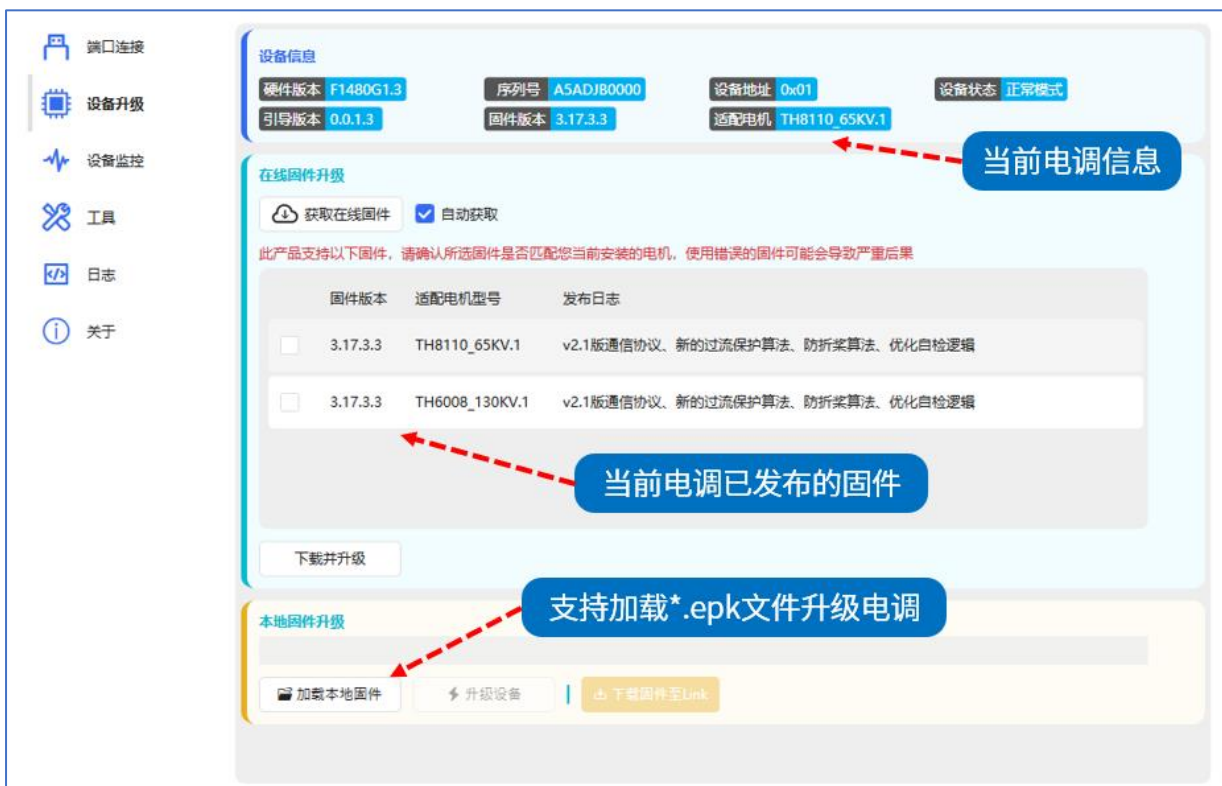 端口连接
设备升级
设备监控
工具
日志
关于
设备信息
硬件版本 F1480G1.3 序列号 A5ADJB0000 设备地址 0x01 设备状态 正常模式
引导版本 0.0.1.3 固件版本 3.17.3.3 适配电机 TH8110_65KV.1
当前电调信息
在线固件升级
获取在线固件 自动获取
此产品支持以下固件，请确认所选固件是否匹配您当前安装的电机，使用错误的固件可能会导致严重后果
固件版本 适配电机型号 发布日志
3.17.3.3 TH8110_65KV.1 v2.1版通信协议、新的过流保护算法、防折桨算法、优化自检逻辑
3.17.3.3 TH6008_130KV.1 v2.1版通信协议、新的过流保护算法、防折桨算法、优化自检逻辑
当前电调已发布的固件
下载并升级
支持加载*.epk文件升级电调
本地固件升级
加载本地固件 升级设备 下载固件至Link